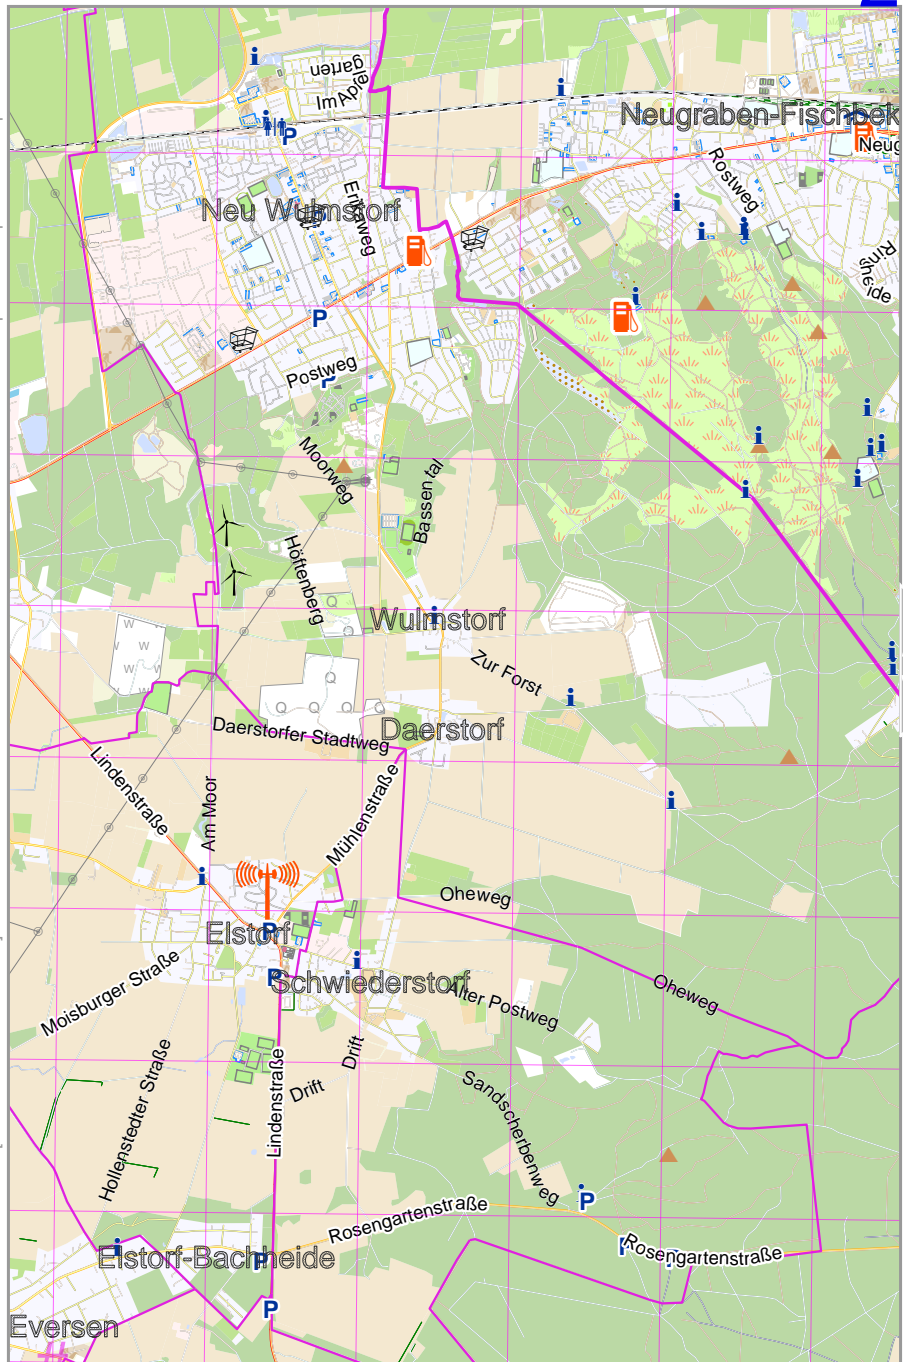 Im Apfelgarten
Neugraben-Fischbek
Neug
Rostweg
Erikaweg
Neu Wulmstorf
Ringheide
P
P
Postweg
P
Moorweg
Bassental
Höftenberg
Wulmstorf
Zur Forst
W
W W
W W
Q
Q
Q
Q Q Q Q
Daerstorfer Stadtweg
Daerstorf
Lindenstraße
Am Moor
Mühlenstraße
Oheweg
P
Elstorf
Moisburger Straße
P
Schwiederstorf
Alter Postweg
Oheweg
Hollenstedter Straße
Lindenstraße
Drift
Drift
Sandscherbenweg
P
Rosengartenstraße
P
Rosengartenstraße
Elstorf-Bachheide
P
P
Eversen